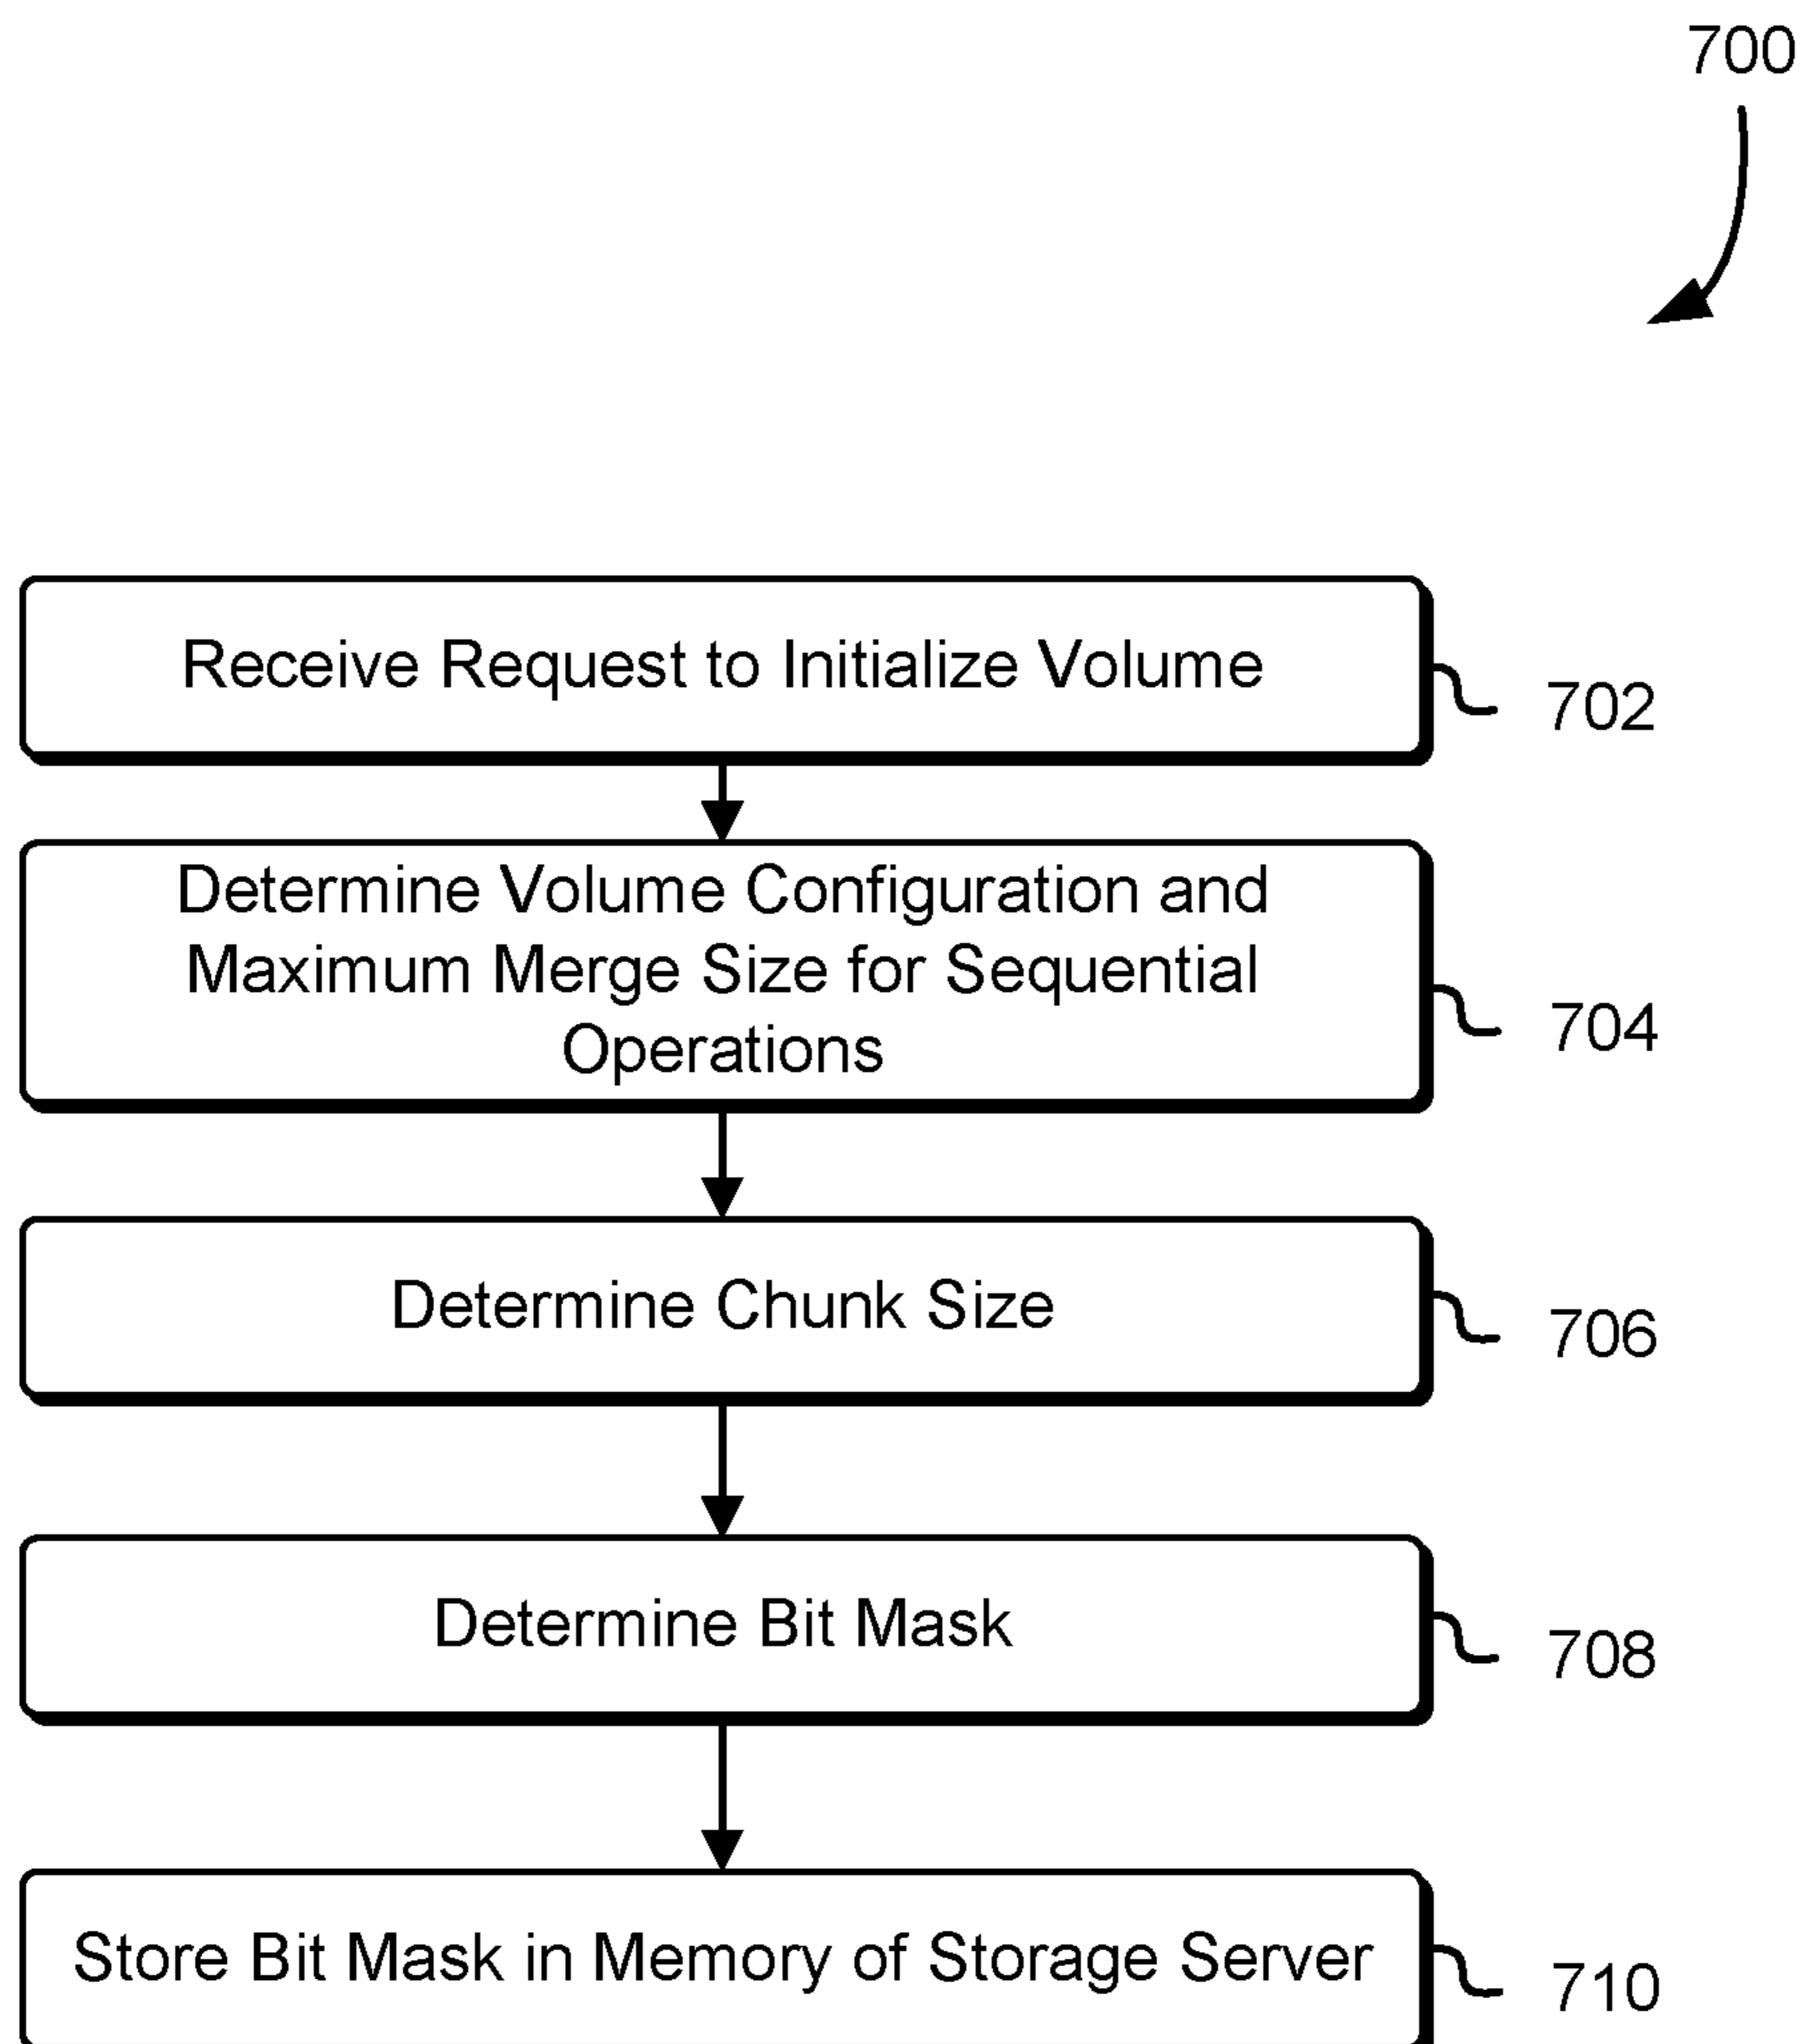 700
Receive Request to Initialize Volume
702
Determine Volume Configuration and
Maximum Merge Size for Sequential
Operations
704
Determine Chunk Size
706
Determine Bit Mask
708
Store Bit Mask in Memory of Storage Server
710